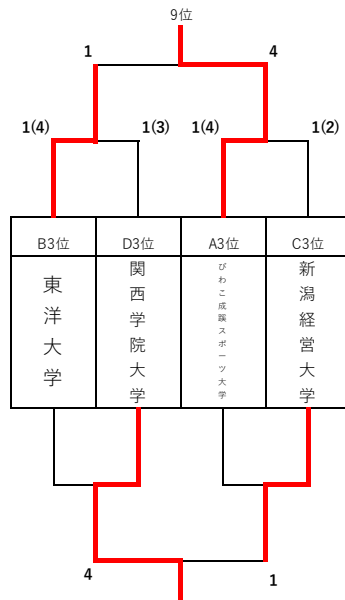 9位
1
4
1(4)
1(3)
1(4)
1(2)
B3位
D3位
A3位
C3位
東洋大学
関西学院大学
びわこ成蹊スポーツ大学
新潟経営大学
4
1